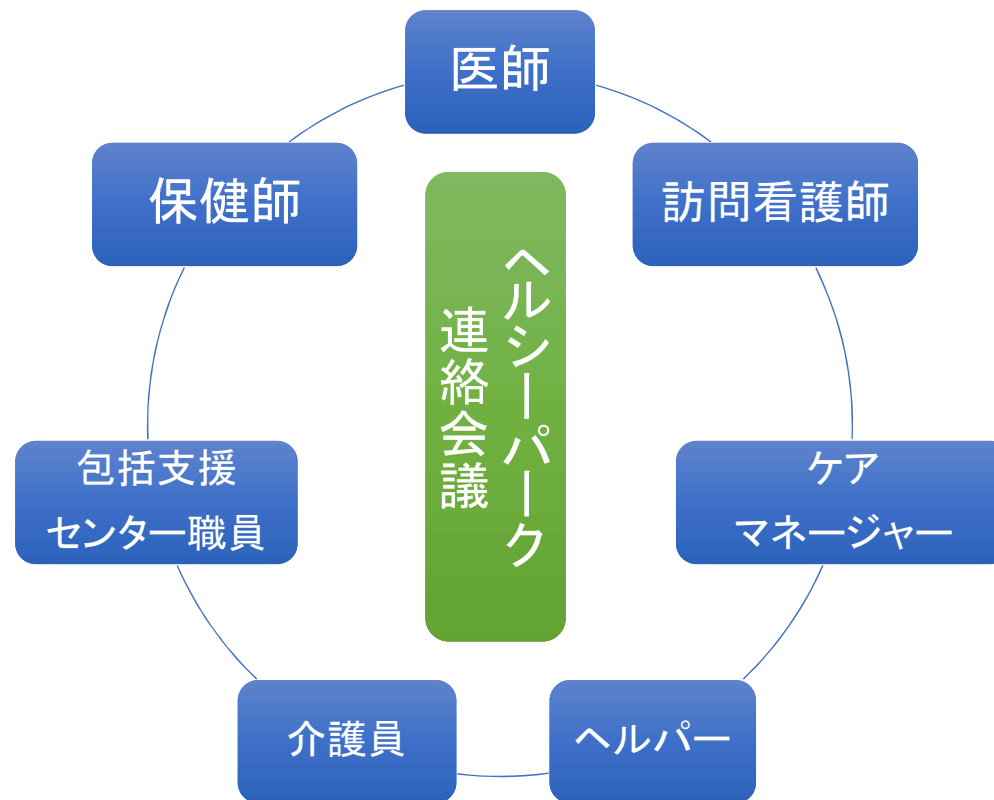 医師
訪問看護師
ケア
マネージャー
ヘルパー
介護員
包括支援
センター職員
保健師
ヘルシーパーク
連絡会議